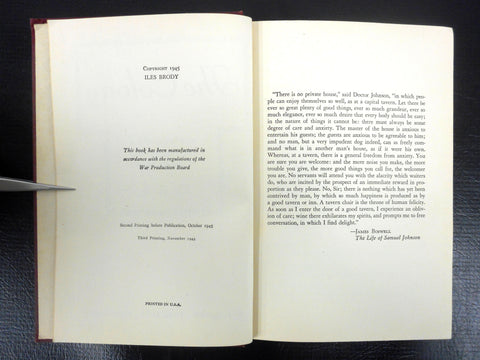 COPYRIGHT 1945
ILES BRODY
This book has been manufactured in
accordance with the regulations of the
War Production Board
Second Printing before Publication, October 1945
Third Printing, November 1945
PRINTED IN U.S.A.
"There is no private house," said Doctor Johnson, "in which peo-
ple can enjoy themselves so well, as at a capital tavern. Let there be
ever so great plenty of good things, ever so much grandeur, ever so
much elegance, ever so much desire that every body should be easy;
in the nature of things it cannot be: there must always be some
degree of care and anxiety. The master of the house is anxious to
entertain his guests; the guests are anxious to be agreeable to him;
and no man, but a very impudent dog indeed, can as freely com-
mand what is in another man's house, as if it were his own.
Whereas, at a tavern, there is a general freedom from anxiety. You
are sure you are welcome: and the more noise you make, the more
trouble you give, the more good things you call for, the welcomer
you are. No servants will attend you with the alacrity which waiters
do, who are incited by the prospect of an immediate reward in pro-
portion as they please. No, Sir; there is nothing which has yet been
contrived by man, by which so much happiness is produced as by
a good tavern or inn. A tavern chair is the throne of human felicity.
As soon as I enter the door of a good tavern, I experience an oblivi-
on of care; wine there exhilarates my spirits, and prompts me to free
conversation, in which I find delight."
—JAMES BOSWELL
The Life of Samuel Johnson